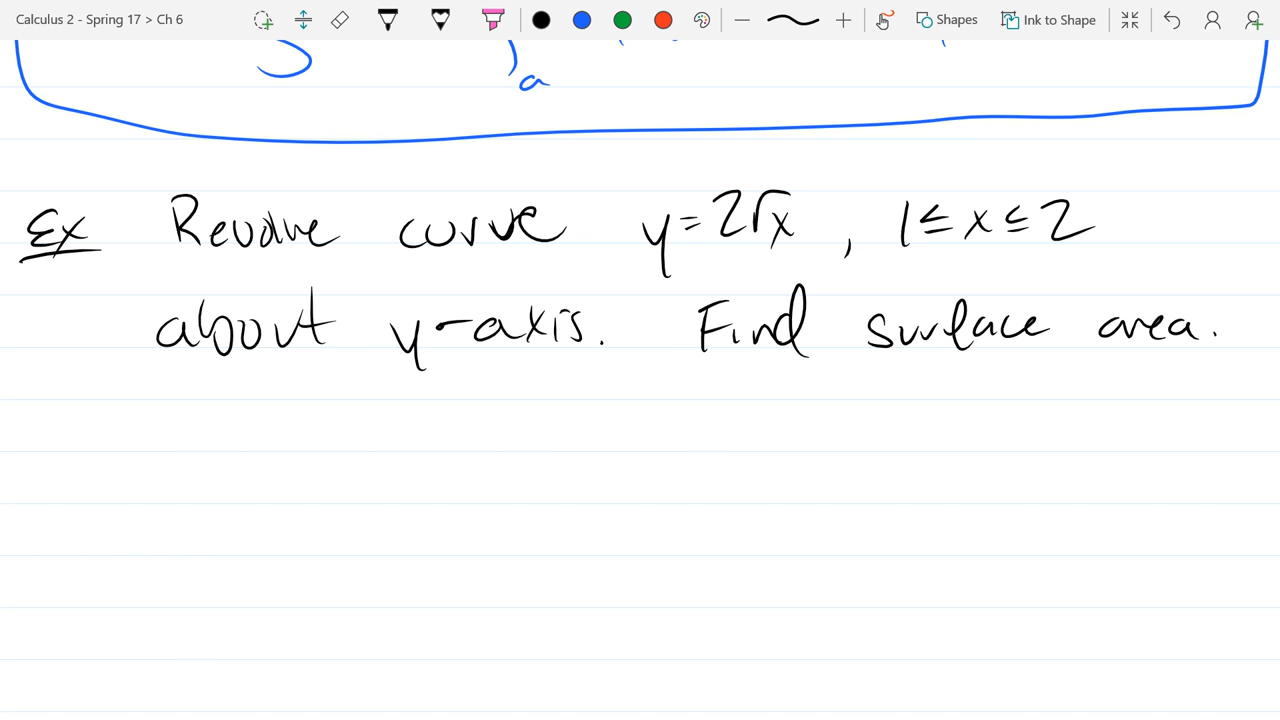 Calculus 2 - Spring 17 > Ch 6 Shapes Ink to Shape
a
Ex Revolve curve y=2√x , 1≤x≤2
about y-axis. Find surface area.